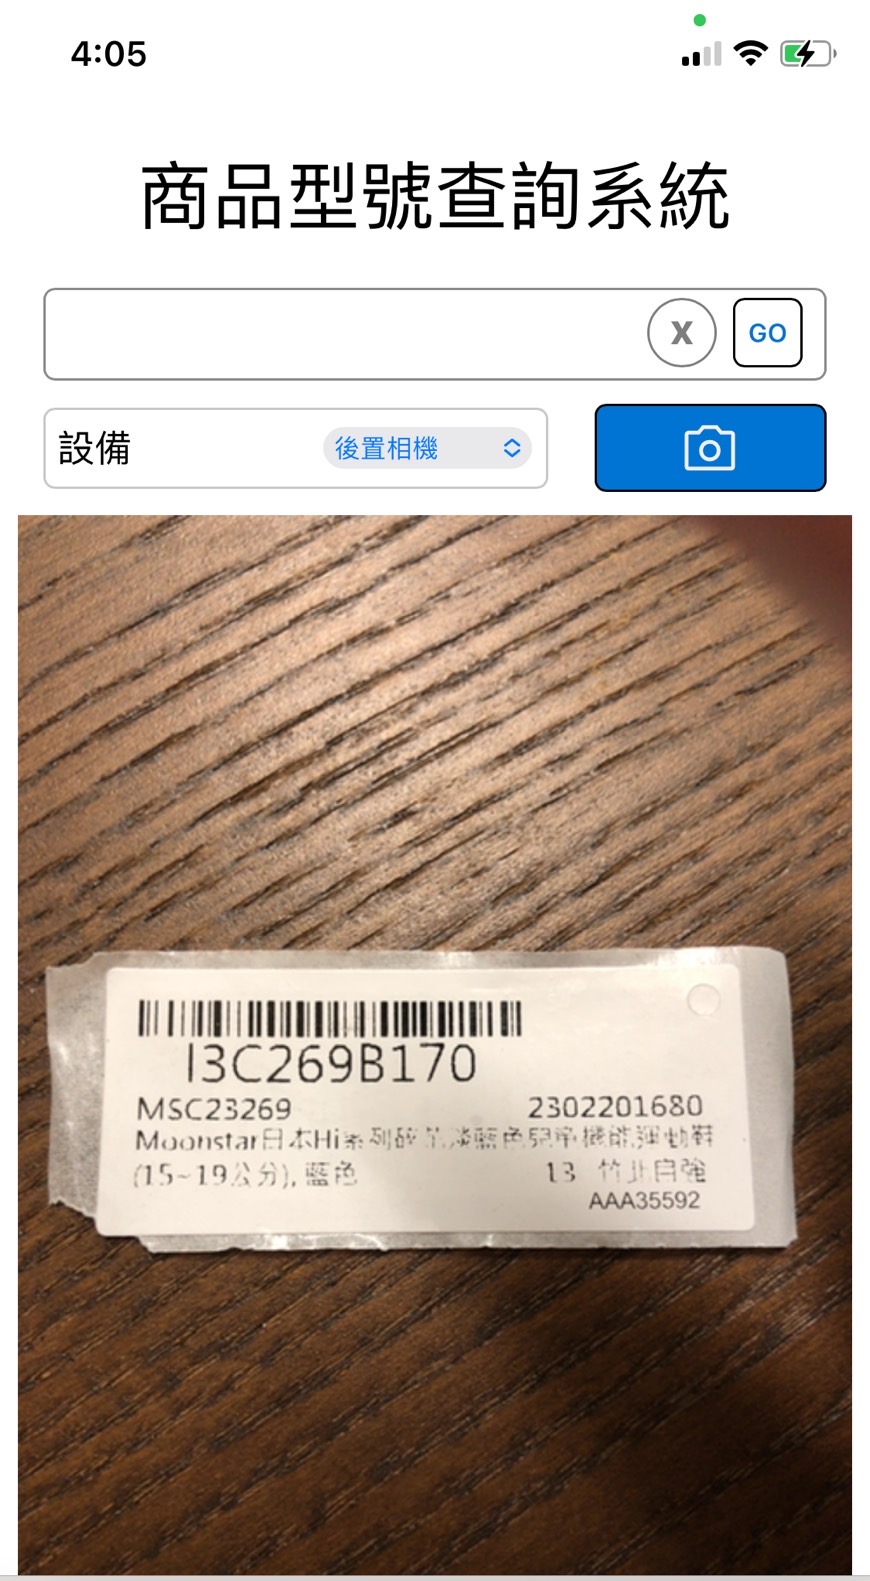 4:05
商品型號查詢系統
X
GO
設備
後置相機
I3C269B170
MSC23269
2302201680
Moonstar日本Hi系列 淡藍色兒童機能運動鞋
(15~19公分), 藍色
13 竹北自強
AAA35592